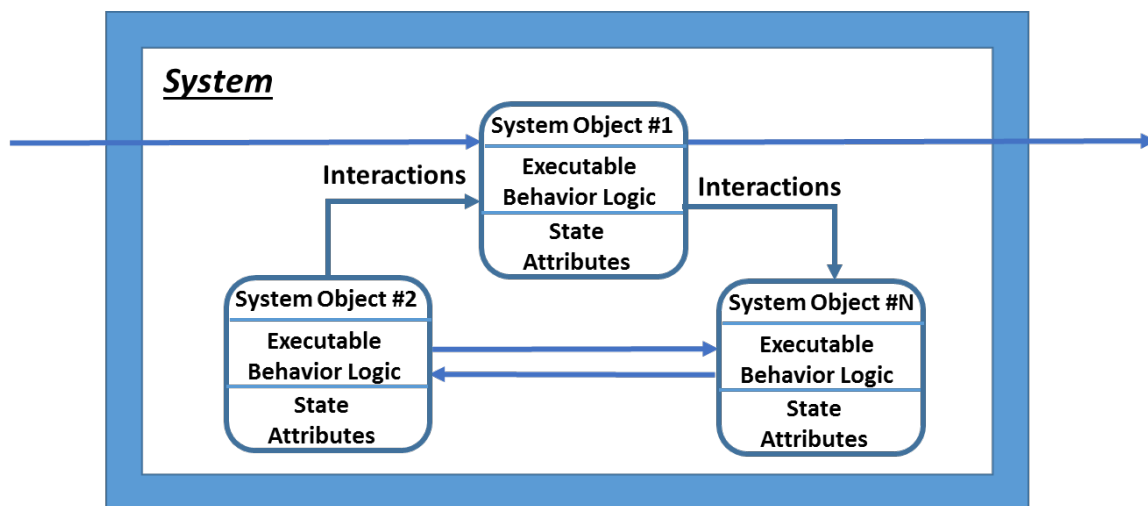 System
System Object #1
Executable
Behavior Logic
State
Attributes
Interactions
Interactions
System Object #2
Executable
Behavior Logic
State
Attributes
System Object #N
Executable
Behavior Logic
State
Attributes